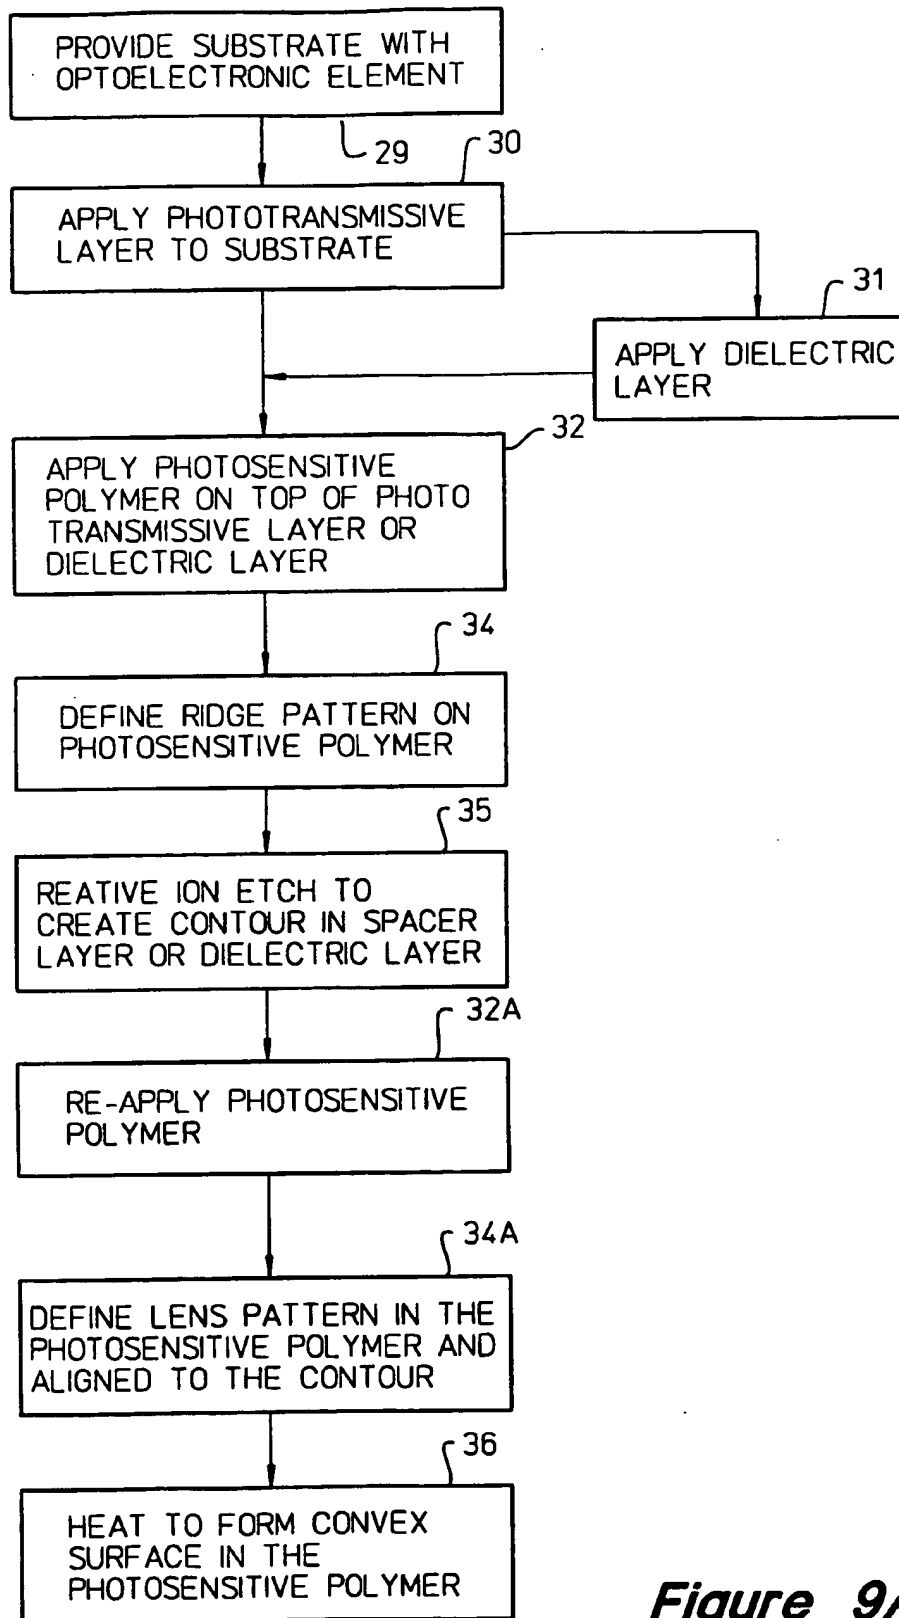 PROVIDE SUBSTRATE WITH
OPTOELECTRONIC ELEMENT
29
30
APPLY PHOTOTRANSMISSIVE
LAYER TO SUBSTRATE
31
APPLY DIELECTRIC
LAYER
32
APPLY PHOTOSENSITIVE
POLYMER ON TOP OF PHOTO
TRANSMISSIVE LAYER OR
DIELECTRIC LAYER
34
DEFINE RIDGE PATTERN ON
PHOTOSENSITIVE POLYMER
35
REATIVE ION ETCH TO
CREATE CONTOUR IN SPACER
LAYER OR DIELECTRIC LAYER
32A
RE-APPLY PHOTOSENSITIVE
POLYMER
34A
DEFINE LENS PATTERN IN THE
PHOTOSENSITIVE POLYMER AND
ALIGNED TO THE CONTOUR
36
HEAT TO FORM CONVEX
SURFACE IN THE
PHOTOSENSITIVE POLYMER
Figure 9A